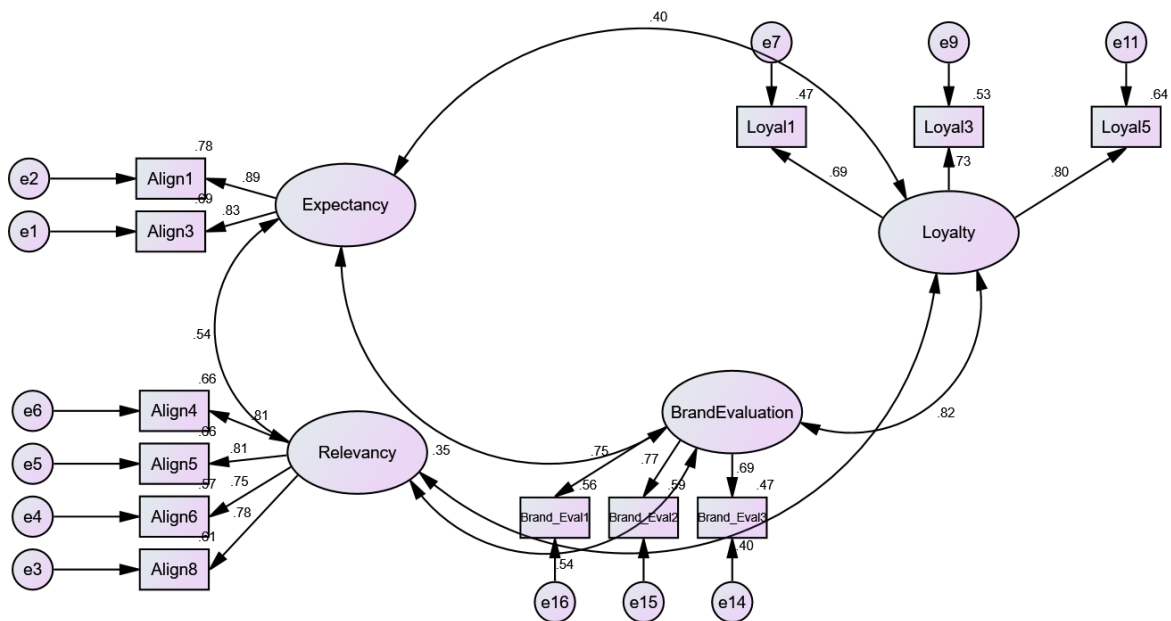 .40
e7
e9
e11
.47
.53
.64
Loyal1
Loyal3
Loyal5
.69
.73
.80
Loyalty
.78
e2
Align1
.89
Expectancy
.69
.83
e1
Align3
.54
.66
e6
Align4
.81
.66
e5
Align5
.81
Relevancy
.35
.57
.75
e4
Align6
.78
.61
e3
Align8
BrandEvaluation
.82
.75
.77
.69
.56
.59
.47
Brand_Eval1
Brand_Eval2
Brand_Eval3
.54
.40
e16
e15
e14